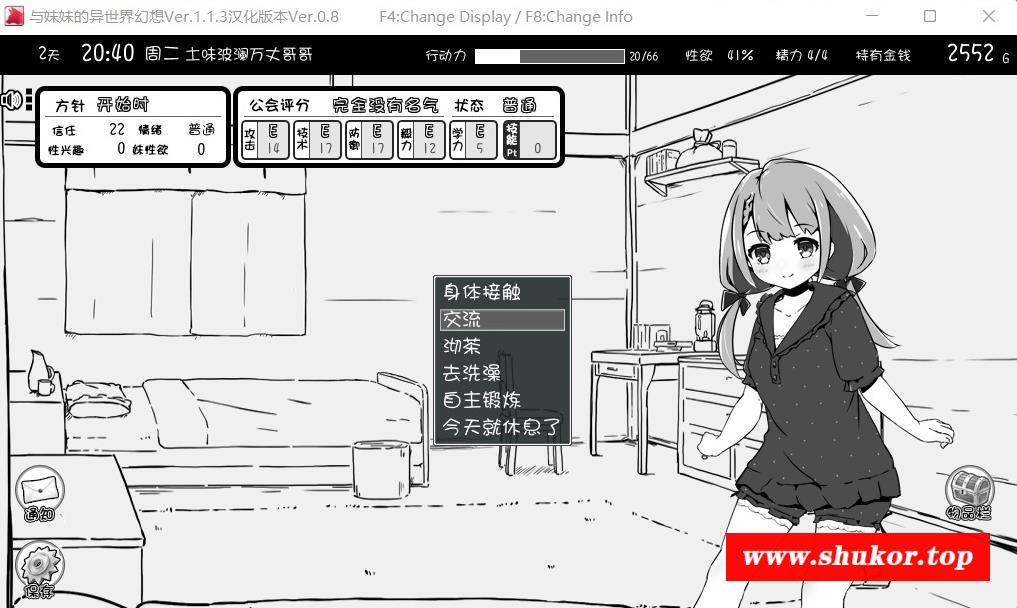 与妹妹的异世界幻想Ver.1.1.3汉化版本Ver.0.8 F4:Change Display / F8:Change Info
2天 20:40 周二 土味波澜万丈哥哥 行动力 20/66 性欲 41% 精力 4/4 持有金钱 2552 G
方针 开始时
信任 22 情绪 普通
性兴趣 0 妹性欲 0
公会评分 完全没有名气 状态 普通
攻击 E 14 技术 E 17 防御 E 17 毅力 E 12 学力 E 5 技能Pt 0
身体接触
交流
沏茶
去洗澡
自主锻炼
今天就休息了
通知
物品栏
保存
www.shukor.top